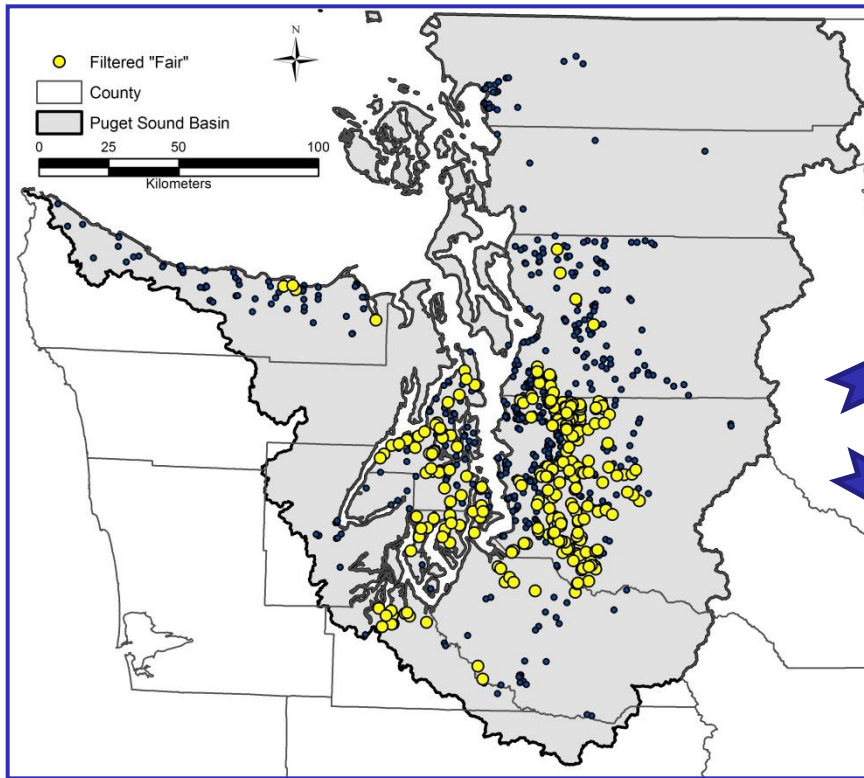 N
Filtered "Fair"
County
Puget Sound Basin
0 25 50 100
Kilometers